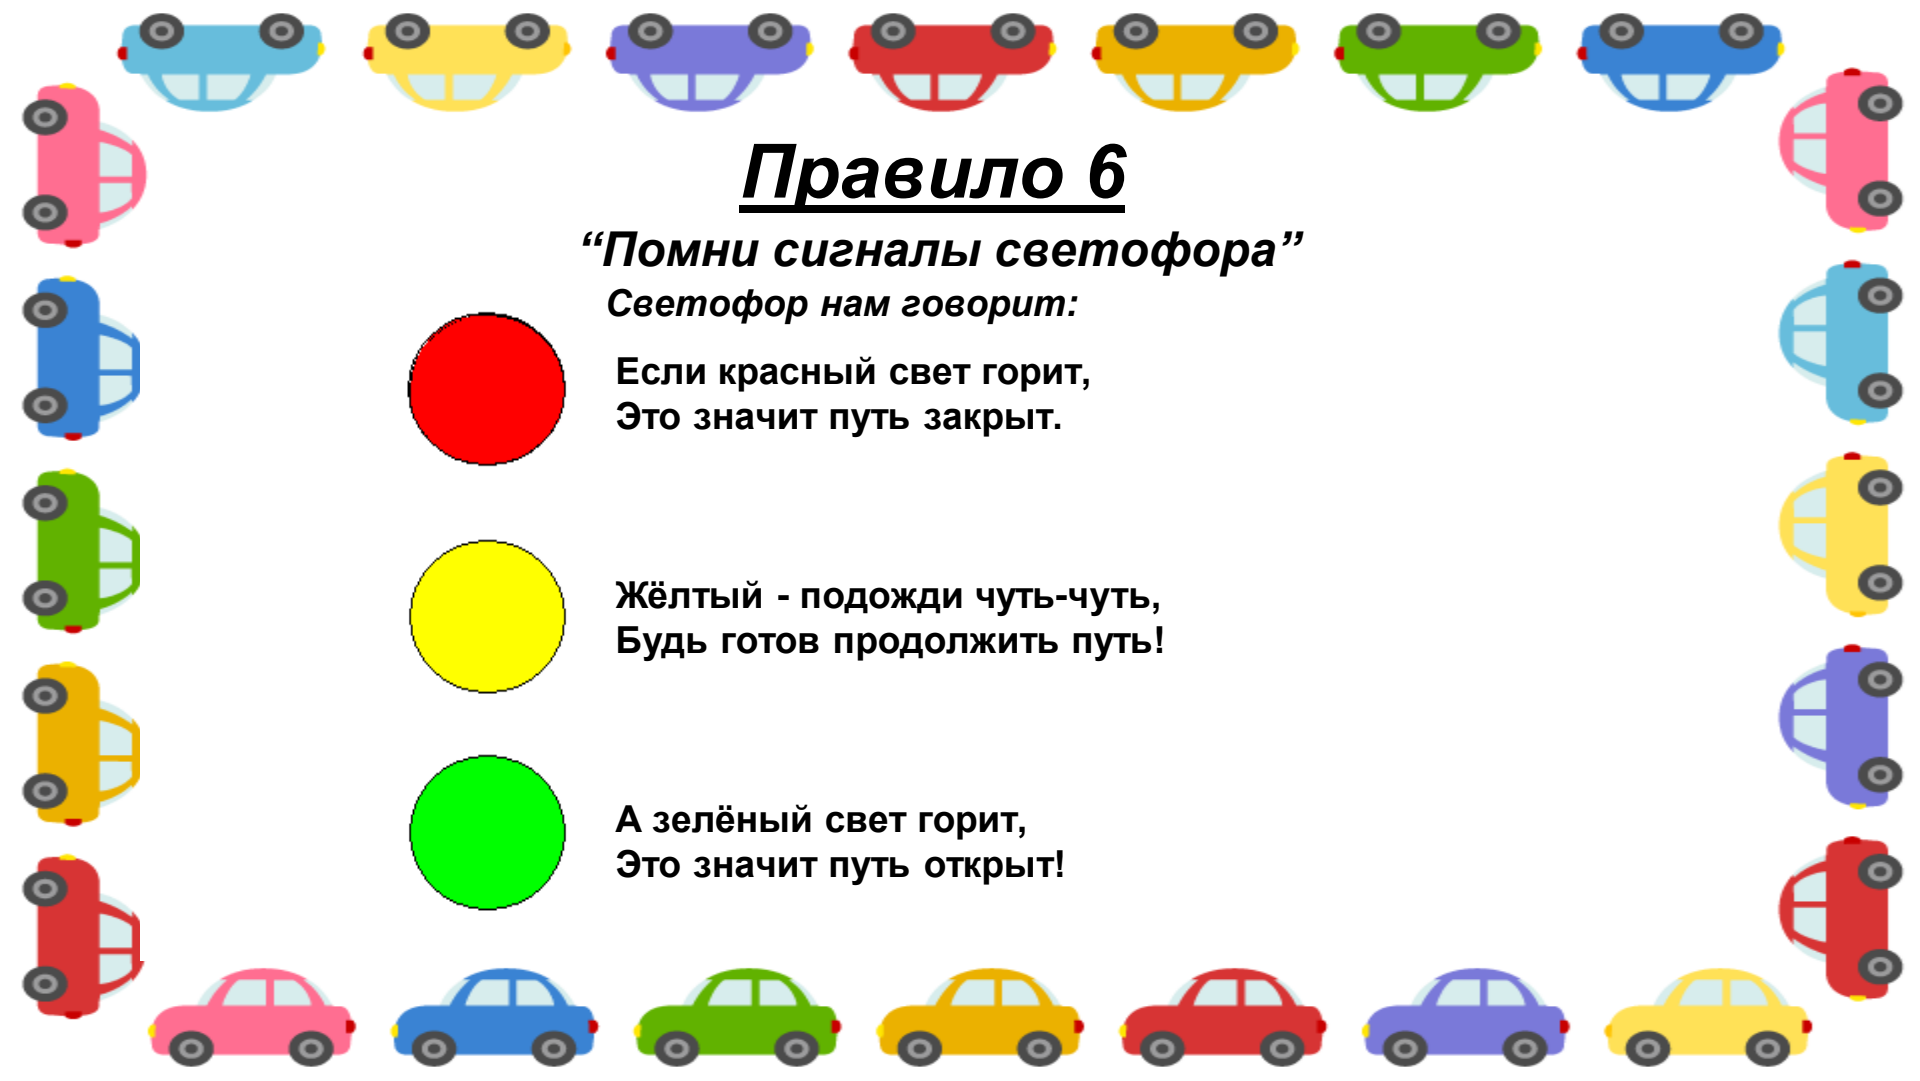 Правило 6
“Помни сигналы светофора”
Светофор нам говорит:
Если красный свет горит,
Это значит путь закрыт.
Жёлтый - подожди чуть-чуть,
Будь готов продолжить путь!
А зелёный свет горит,
Это значит путь открыт!